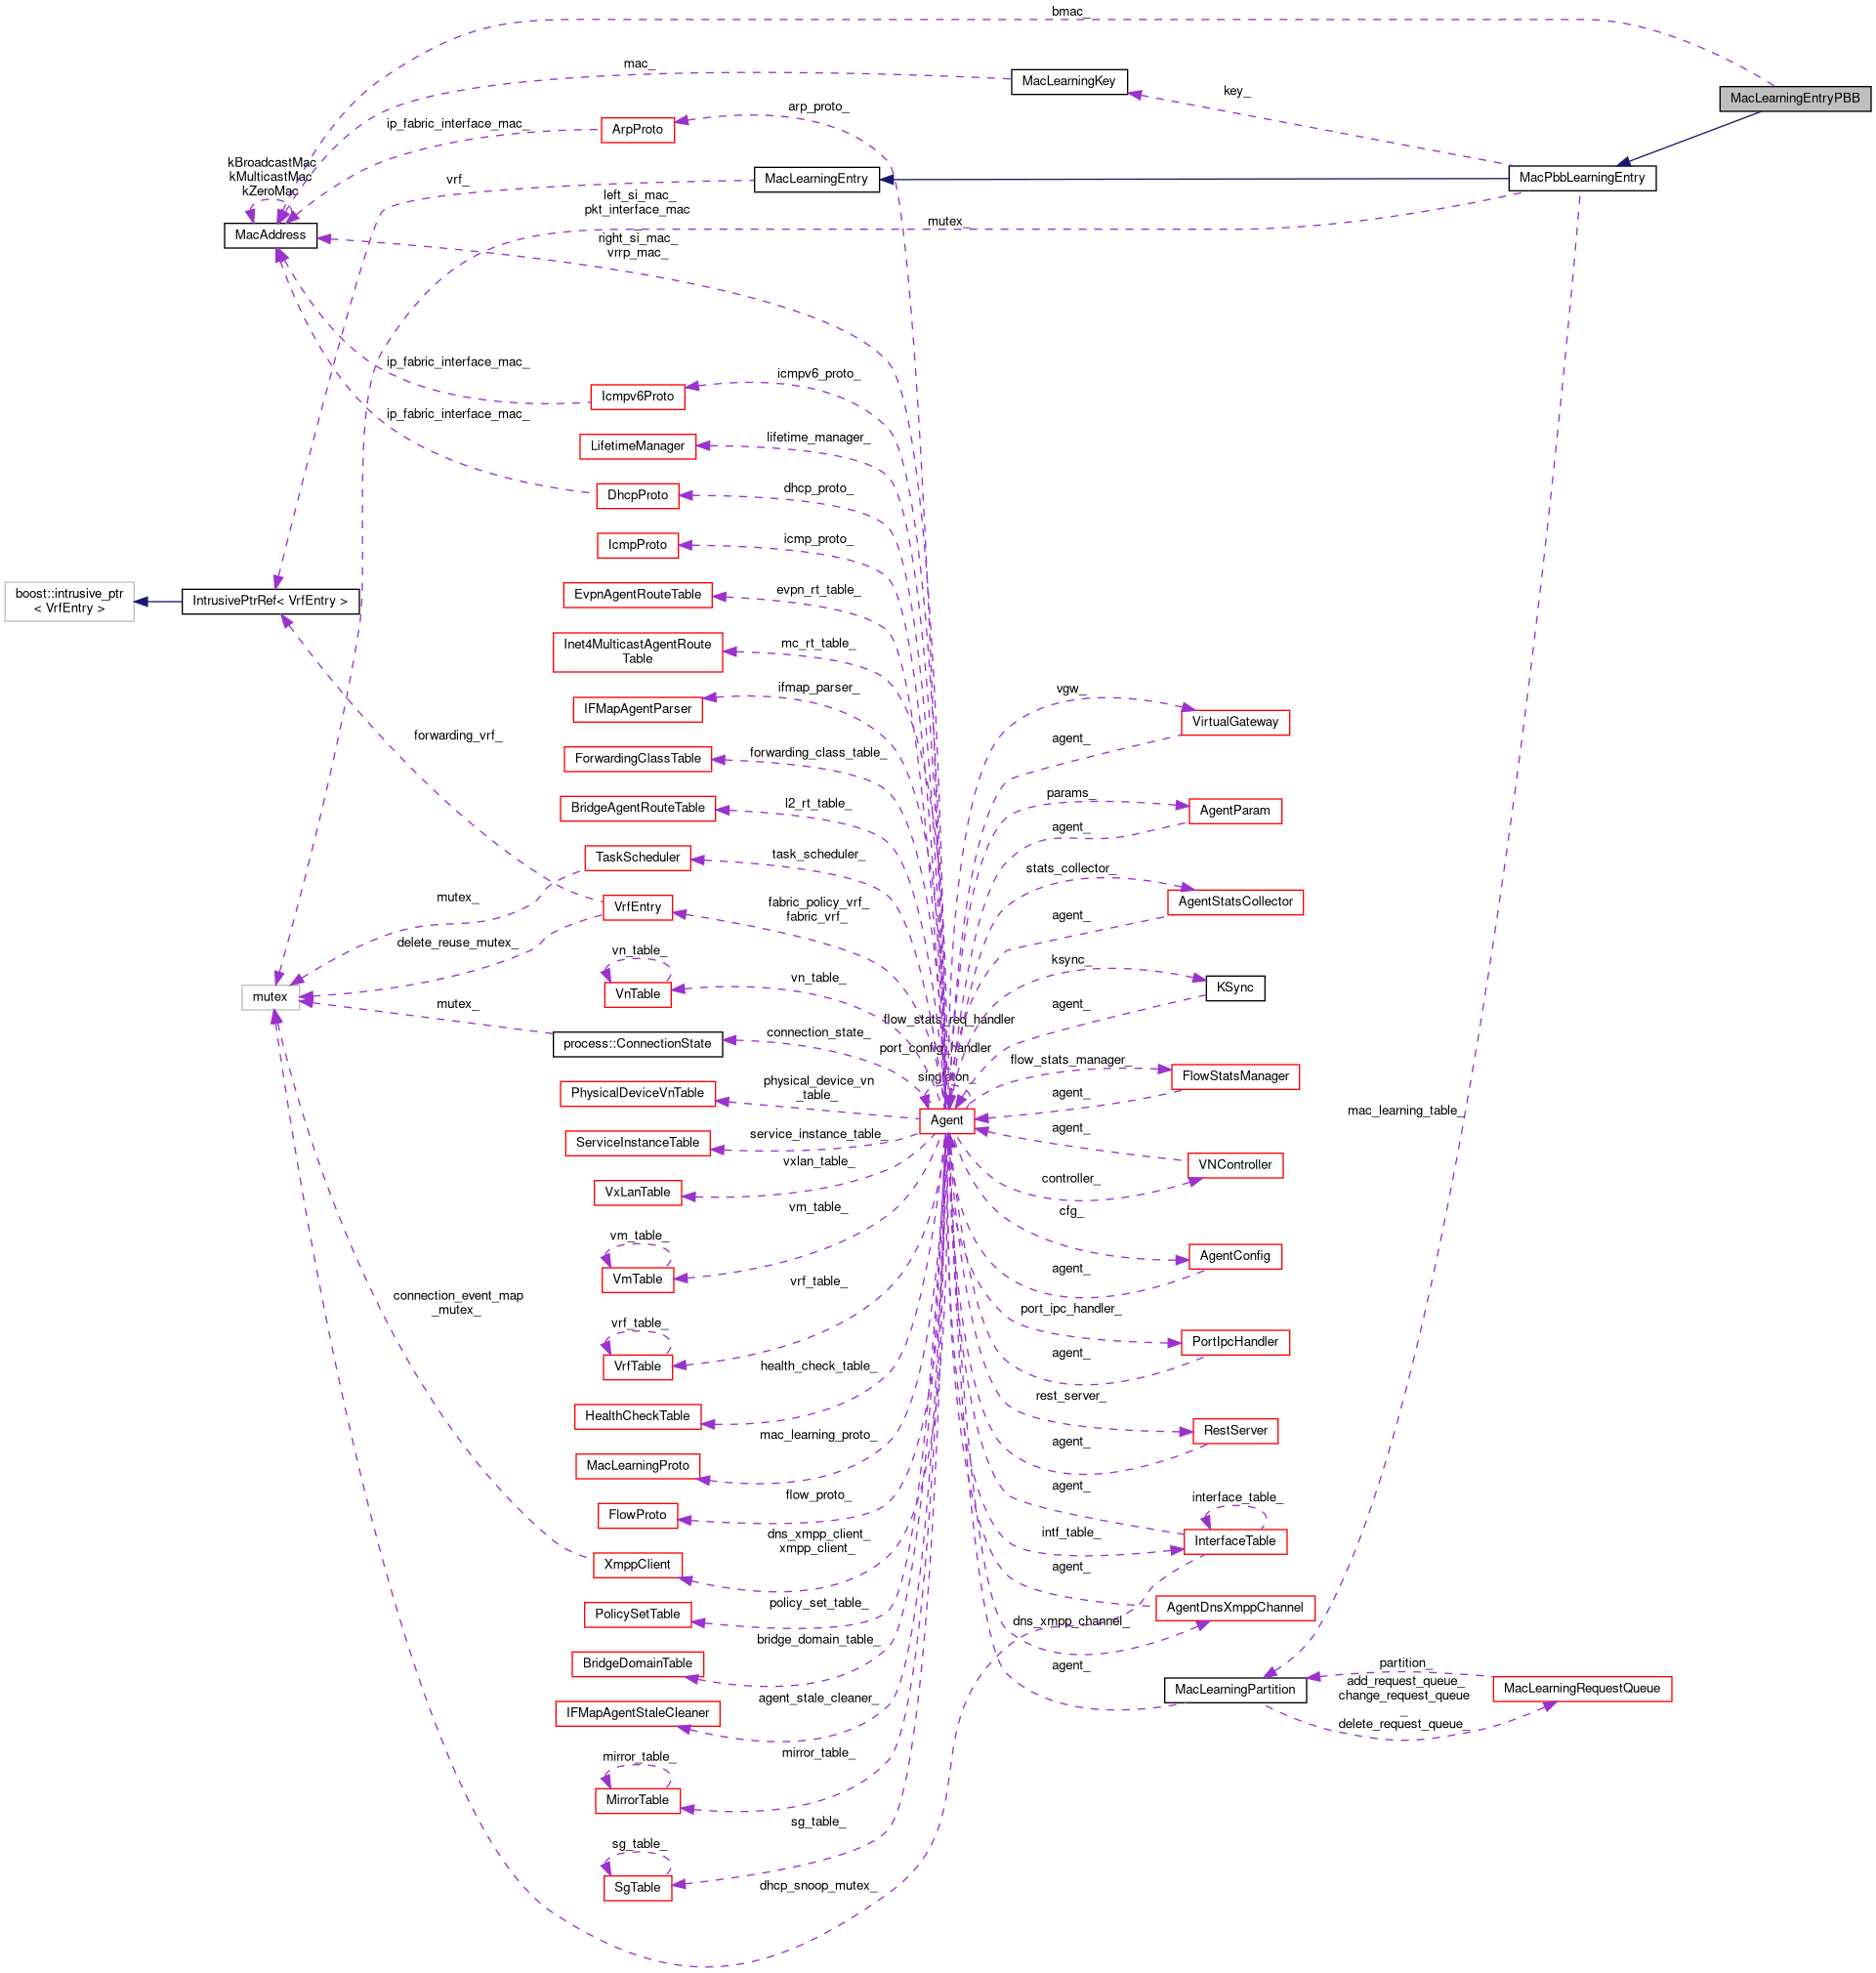 bmac_
mac_
MacLearningKey
key_
MacLearningEntryPBB
arp_proto_
ip_fabric_interface_mac_
ArpProto
kBroadcastMac
kMulticastMac
kZeroMac
vrf_
MacLearningEntry
MacPbbLearningEntry
left_si_mac_
pkt_interface_mac
_
right_si_mac_
vrrp_mac_
mutex_
MacAddress
ip_fabric_interface_mac_
icmpv6_proto_
Icmpv6Proto
ip_fabric_interface_mac_
lifetime_manager_
LifetimeManager
dhcp_proto_
DhcpProto
icmp_proto_
IcmpProto
boost::intrusive_ptr
< VrfEntry >
IntrusivePtrRef< VrfEntry >
evpn_rt_table_
EvpnAgentRouteTable
mc_rt_table_
Inet4MulticastAgentRoute
Table
ifmap_parser_
IFMapAgentParser
vgw_
VirtualGateway
forwarding_vrf_
forwarding_class_table_
ForwardingClassTable
agent_
l2_rt_table_
BridgeAgentRouteTable
params_
AgentParam
agent_
task_scheduler_
TaskScheduler
stats_collector_
AgentStatsCollector
agent_
mutex_
fabric_policy_vrf_
fabric_vrf_
VrfEntry
delete_reuse_mutex_
vn_table_
vn_table_
VnTable
ksync_
KSync
agent_
mutex
mutex_
connection_state_
process::ConnectionState
flow_stats_req_handler
_
port_config_handler
_
singleton_
flow_stats_manager_
FlowStatsManager
agent_
physical_device_vn
_table_
PhysicalDeviceVnTable
Agent
mac_learning_table_
service_instance_table_
ServiceInstanceTable
agent_
VNController
controller_
vxlan_table_
VxLanTable
vm_table_
vm_table_
VmTable
cfg_
AgentConfig
agent_
connection_event_map
_mutex_
vrf_table_
vrf_table_
VrfTable
port_ipc_handler_
PortIpcHandler
agent_
health_check_table_
HealthCheckTable
rest_server_
RestServer
agent_
mac_learning_proto_
MacLearningProto
flow_proto_
FlowProto
agent_
interface_table_
InterfaceTable
intf_table_
dns_xmpp_client_
xmpp_client_
XmppClient
agent_
AgentDnsXmppChannel
dns_xmpp_channel_
policy_set_table_
PolicySetTable
bridge_domain_table_
BridgeDomainTable
agent_
MacLearningPartition
partition_
add_request_queue_
change_request_queue
_
delete_request_queue_
MacLearningRequestQueue
agent_stale_cleaner_
IFMapAgentStaleCleaner
mirror_table_
mirror_table_
MirrorTable
sg_table_
sg_table_
SgTable
dhcp_snoop_mutex_